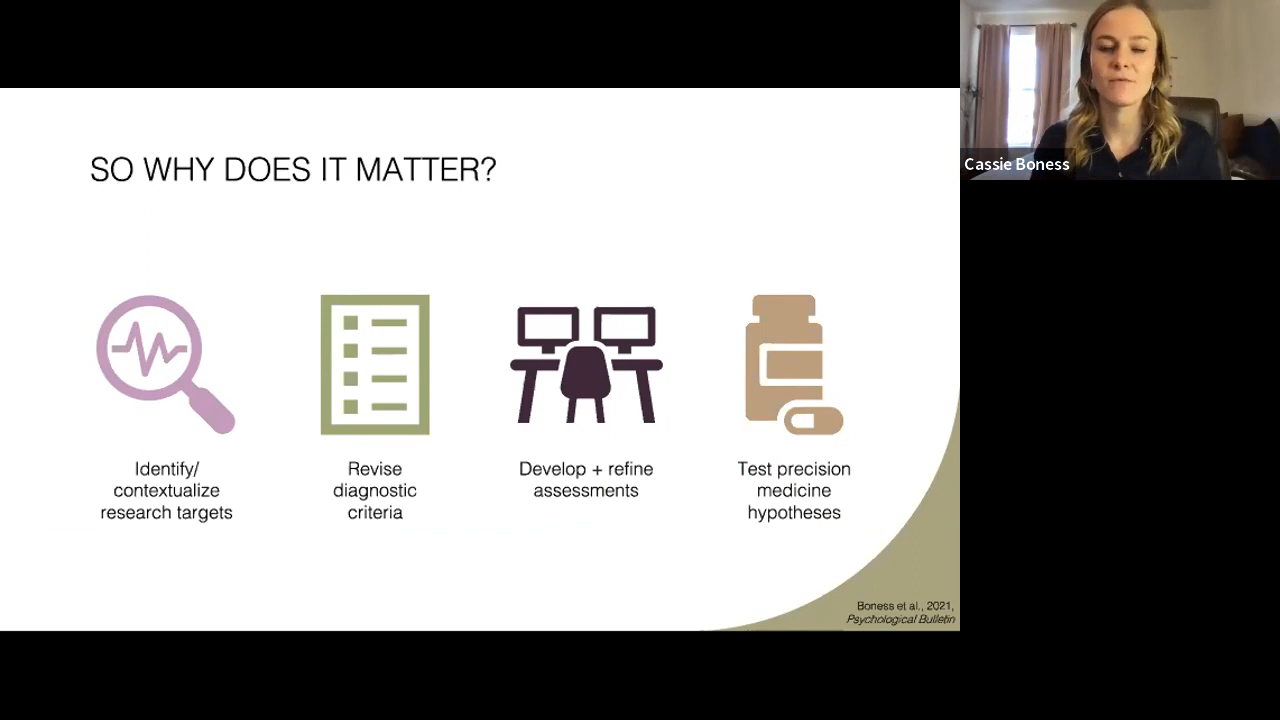 SO WHY DOES IT MATTER?
Identify/
contextualize
research targets
Revise
diagnostic
criteria
Develop + refine
assessments
Test precision
medicine
hypotheses
Boness et al., 2021,
Psychological Bulletin
Cassie Boness